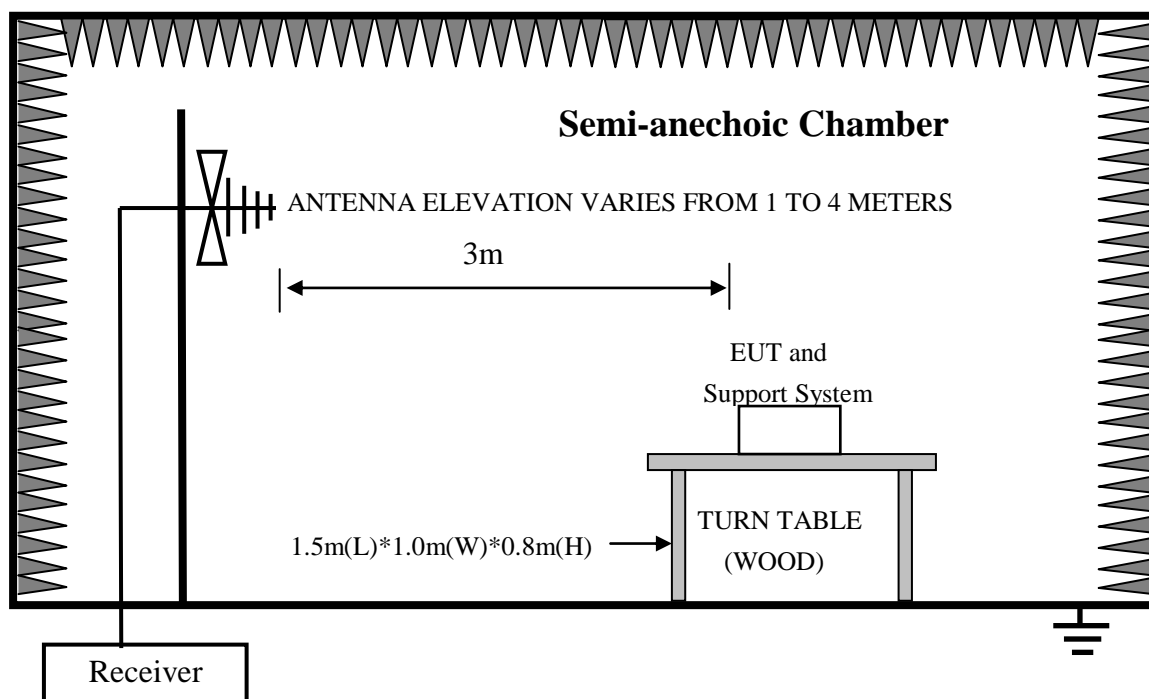 Semi-anechoic Chamber
ANTENNA ELEVATION VARIES FROM 1 TO 4 METERS
3m
EUT and
Support System
1.5m(L)*1.0m(W)*0.8m(H)
TURN TABLE
(WOOD)
Receiver